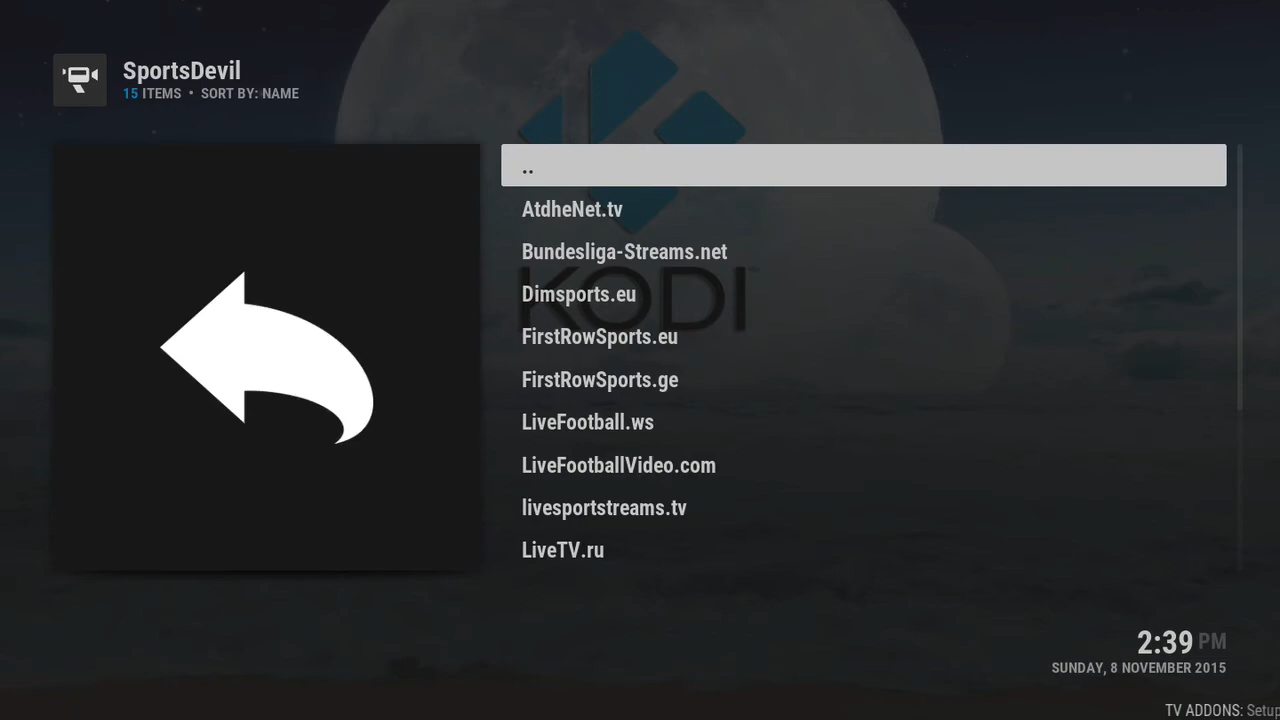 SportsDevil
15 ITEMS • SORT BY: NAME
..
AtdheNet.tv
Bundesliga-Streams.net
Dimsports.eu
KODI
FirstRowSports.eu
FirstRowSports.ge
LiveFootball.ws
LiveFootballVideo.com
livesportstreams.tv
LiveTV.ru
2:39 PM
SUNDAY, 8 NOVEMBER 2015
TV ADDONS: Setup